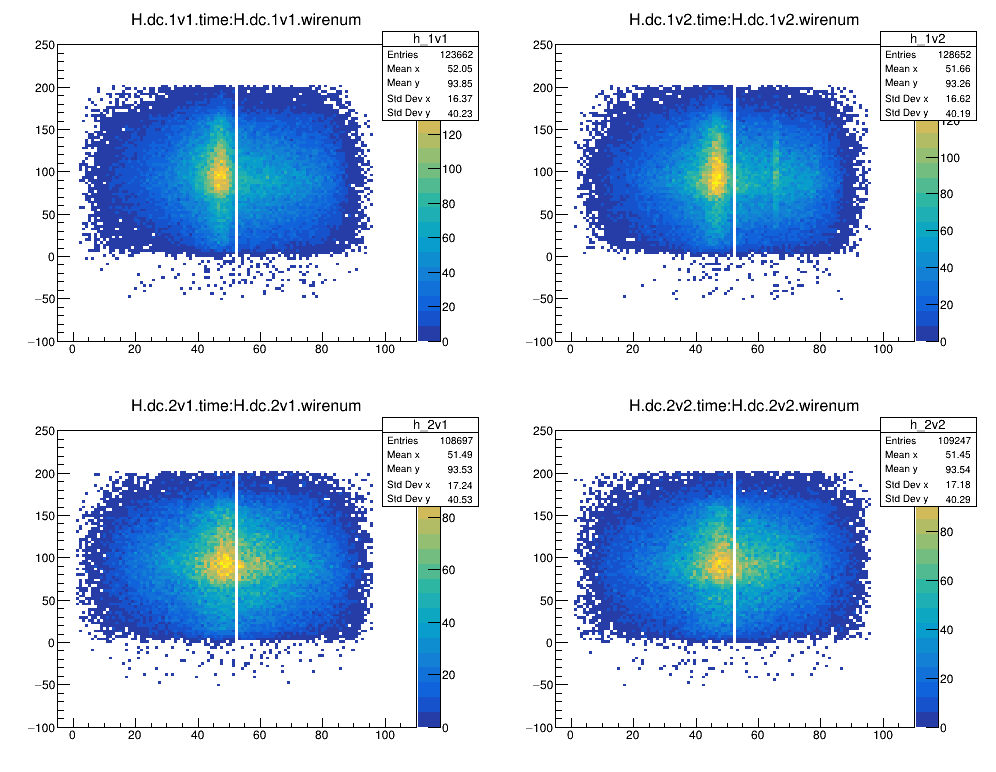 H.dc.1v1.time:H.dc.1v1.wirenum
h_1v1
Entries 123662
Mean x 52.05
Mean y 93.85
Std Dev x 16.37
Std Dev y 40.23
250
200
150
100
50
0
−50
−100
0 20 40 60 80 100
120
100
80
60
40
20
0
H.dc.1v2.time:H.dc.1v2.wirenum
h_1v2
Entries 128652
Mean x 51.66
Mean y 93.26
Std Dev x 16.62
Std Dev y 40.19
250
200
150
100
50
0
−50
−100
0 20 40 60 80 100
120
100
80
60
40
20
0
H.dc.2v1.time:H.dc.2v1.wirenum
h_2v1
Entries 108697
Mean x 51.49
Mean y 93.53
Std Dev x 17.24
Std Dev y 40.53
250
200
150
100
50
0
−50
−100
0 20 40 60 80 100
80
60
40
20
0
H.dc.2v2.time:H.dc.2v2.wirenum
h_2v2
Entries 109247
Mean x 51.45
Mean y 93.54
Std Dev x 17.18
Std Dev y 40.29
250
200
150
100
50
0
−50
−100
0 20 40 60 80 100
80
60
40
20
0